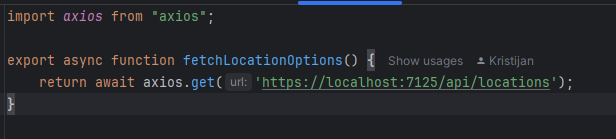 import axios from "axios";
export async function fetchLocationOptions() { Show usages Kristijan
return await axios.get( url: 'https://localhost:7125/api/locations');
}